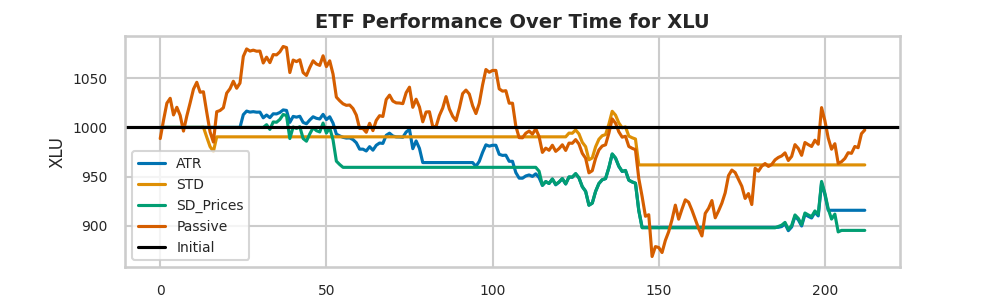 ETF Performance Over Time for XLU
XLU
1050
1000
950
900
ATR
STD
SD_Prices
Passive
Initial
0
50
100
150
200